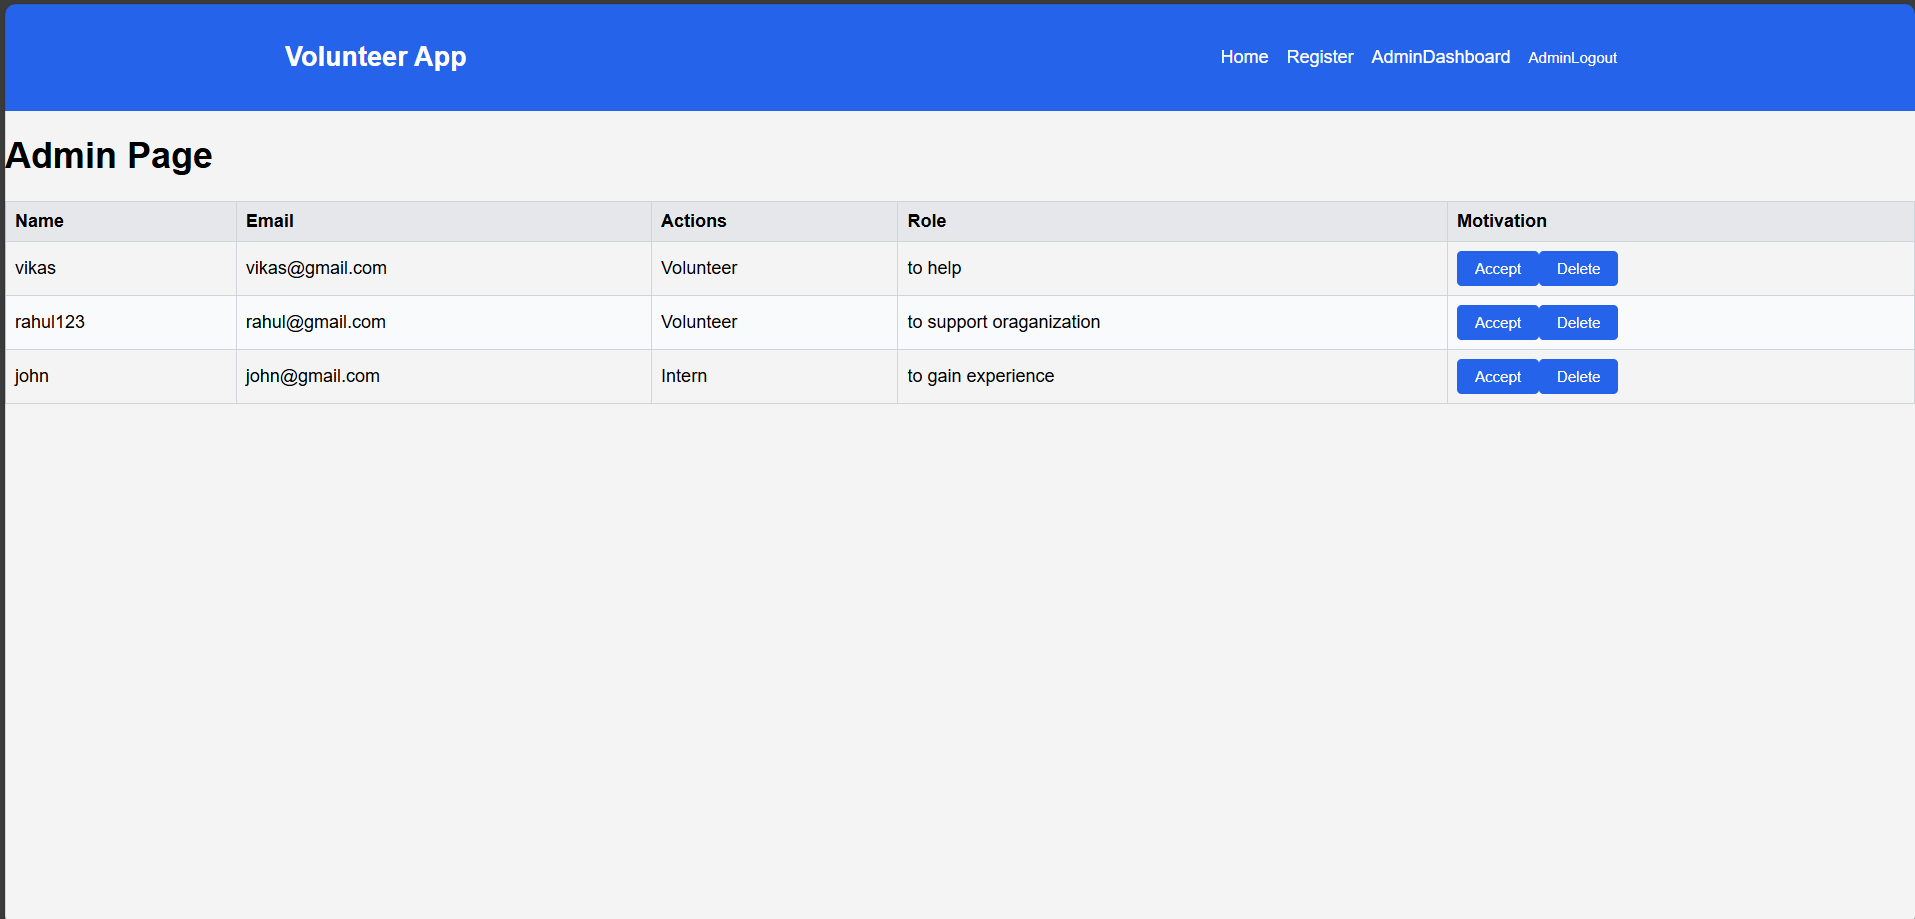 Volunteer App Home Register AdminDashboard AdminLogout
Admin Page
Name Email Actions Role Motivation
vikas vikas@gmail.com Volunteer to help Accept Delete
rahul123 rahul@gmail.com Volunteer to support oraganization Accept Delete
john john@gmail.com Intern to gain experience Accept Delete